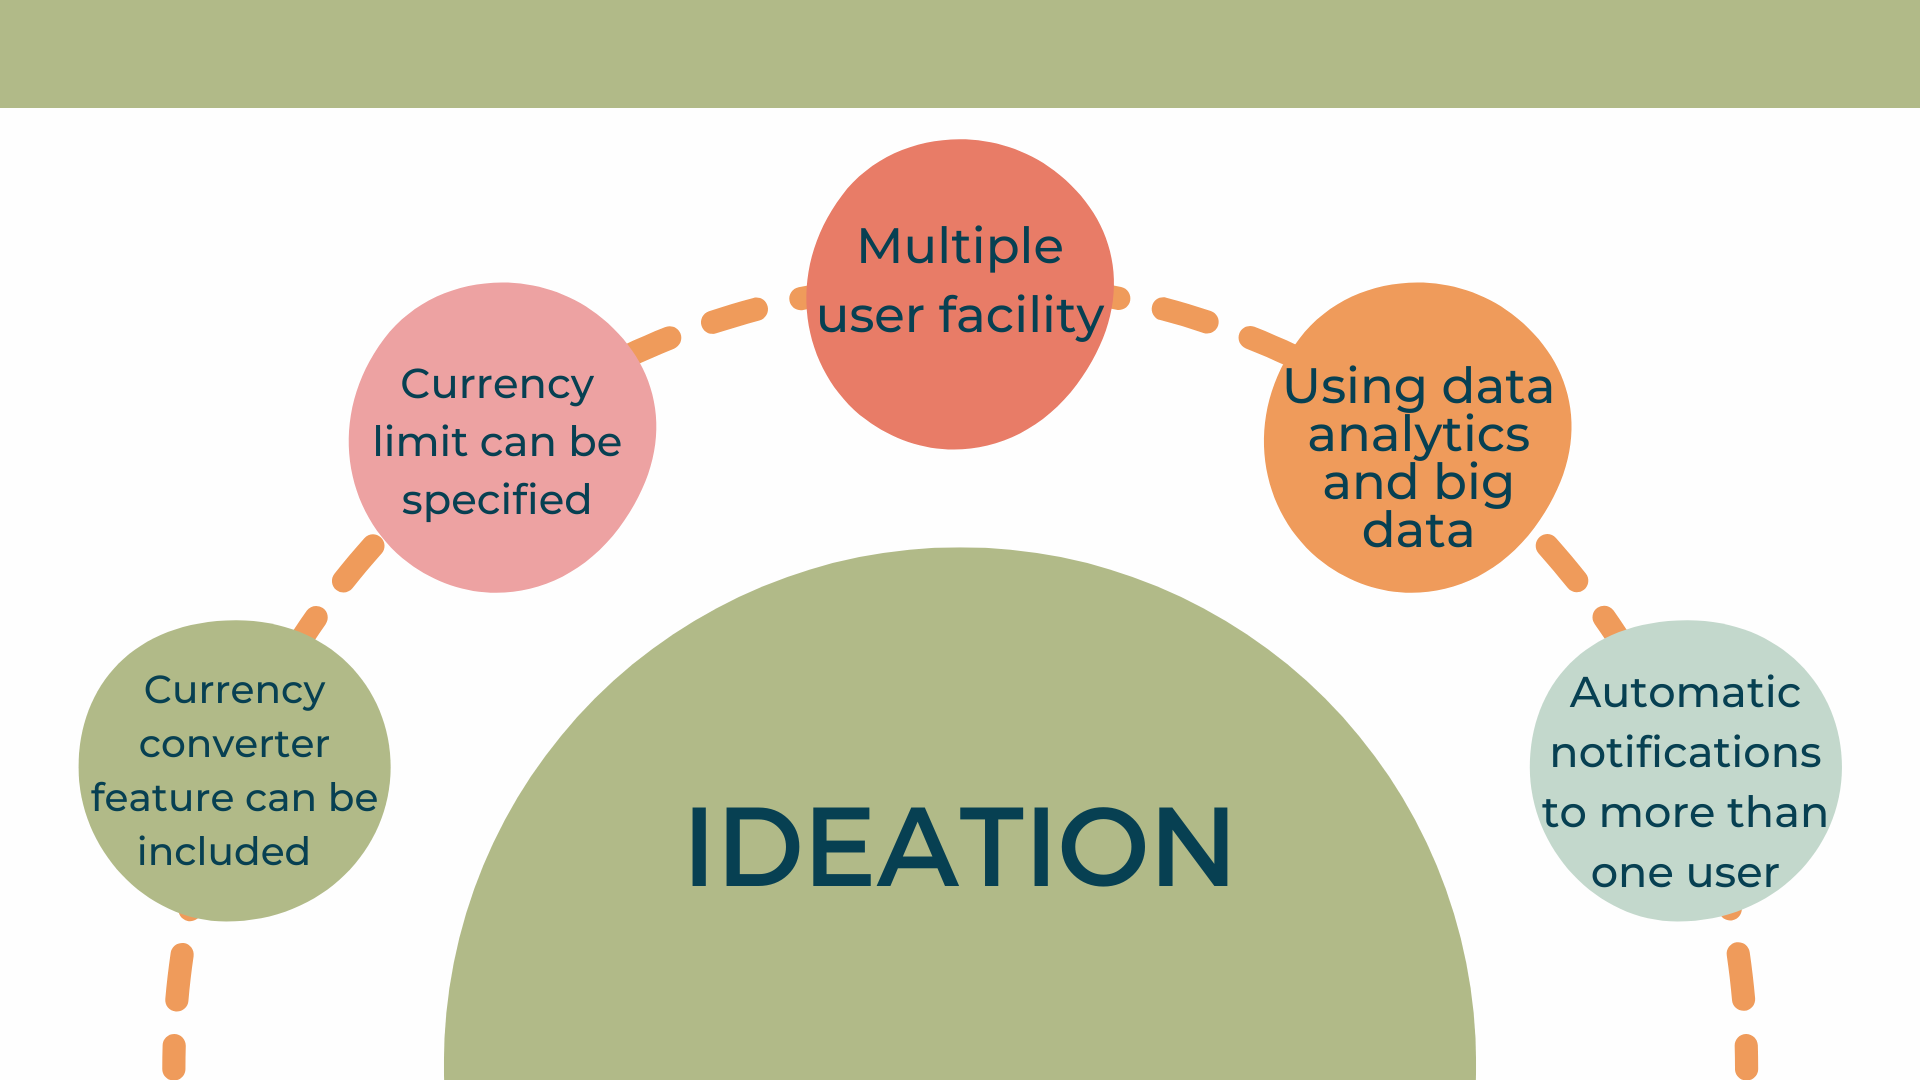 Multiple
user facility
Currency
limit can be
specified
Using data
analytics
and big
data
Currency
converter
feature can be
included
Automatic
notifications
to more than
one user
IDEATION